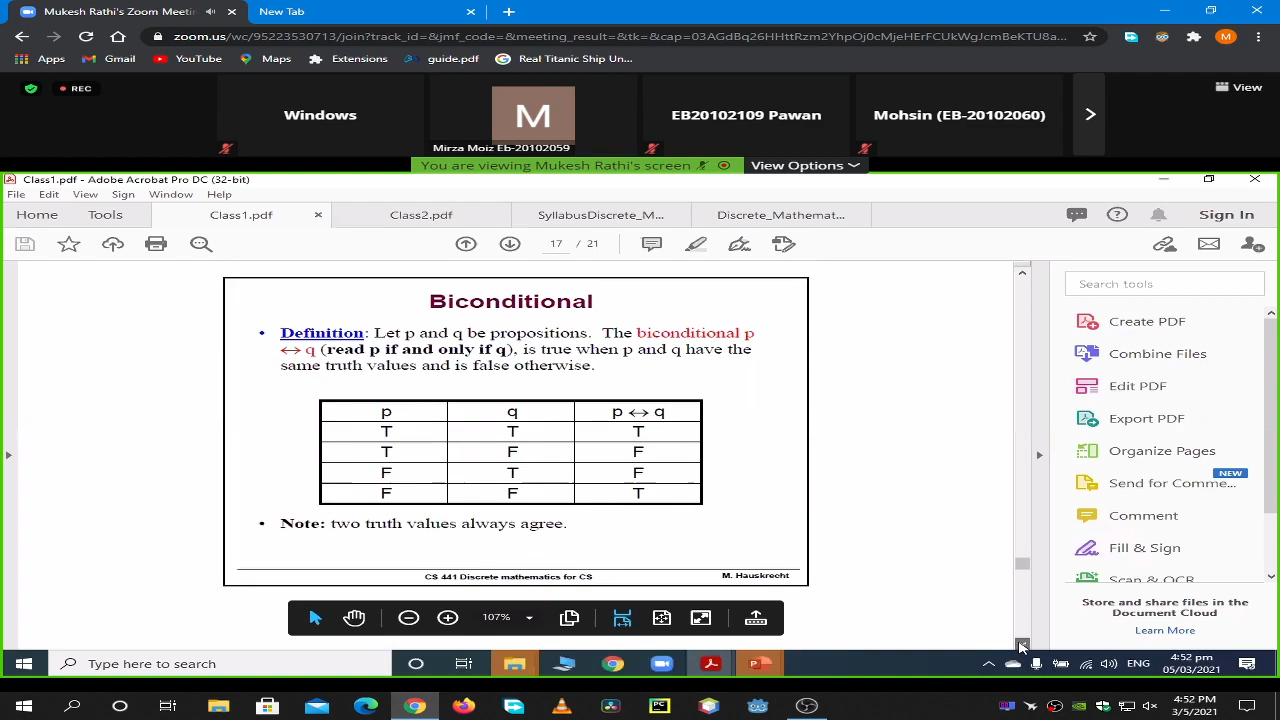 Mukesh Rathi's Zoom Meeti
New Tab
zoom.us/wc/95223530713/join?track_id=&jmf_code=&meeting_result=&tk=&cap=03AGdBq26HHttRzm2YhpOj0cMjeHErFCUkWgJcmBeKTU8a...
Apps Gmail YouTube Maps Extensions guide.pdf Real Titanic Ship Un...
REC
View
Windows
M
Mirza Moiz Eb-20102059
EB20102109 Pawan
Mohsin (EB-20102060)
You are viewing Mukesh Rathi's screen View Options
Class1.pdf - Adobe Acrobat Pro DC (32-bit)
File Edit View Sign Window Help
Home Tools Class1.pdf Class2.pdf SyllabusDiscrete_M... Discrete_Mathemat... Sign In
17 / 21
Biconditional
• Definition: Let p and q be propositions. The biconditional p
↔ q (read p if and only if q), is true when p and q have the
same truth values and is false otherwise.
p q p ↔ q
T T T
T F F
F T F
F F T
• Note: two truth values always agree.
CS 441 Discrete mathematics for CS M. Hauskrecht
107%
Search tools
Create PDF
Combine Files
Edit PDF
Export PDF
Organize Pages
NEW
Send for Comme...
Comment
Fill & Sign
Scan & OCR
Store and share files in the
Document Cloud
Learn More
Type here to search
ENG
4:52 pm
05/03/2021
4:52 PM
3/5/2021